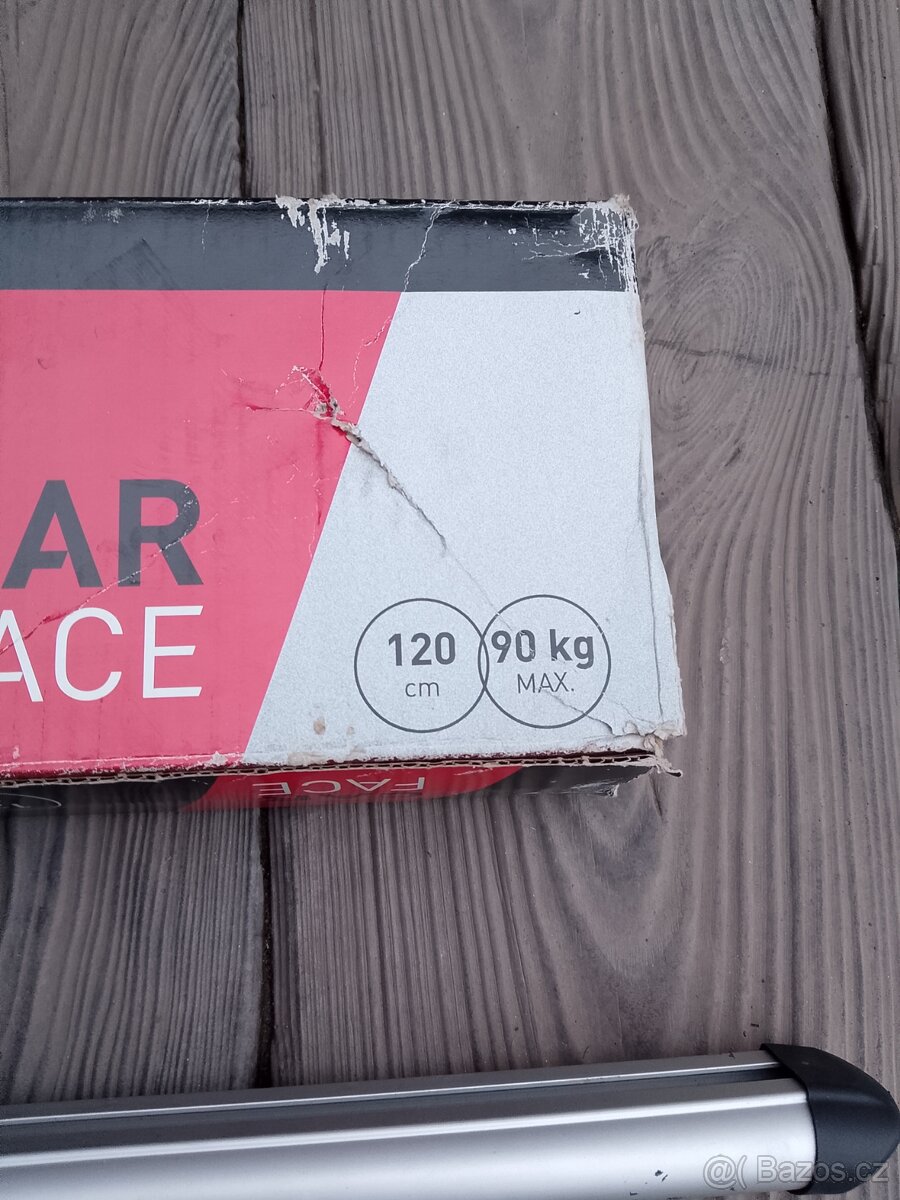 AR
ACE
120
cm
90 kg
MAX.
FACE
@( Bazos.cz